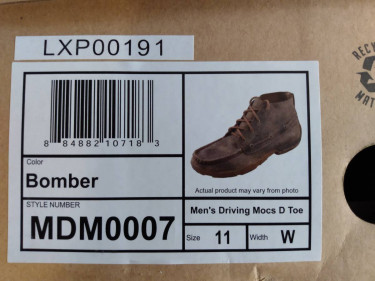 LXP00191
8 84882 10718 3
Color
Bomber
STYLE NUMBER
MDM0007
Actual product may vary from photo
Men's Driving Mocs D Toe
Size 11 Width W